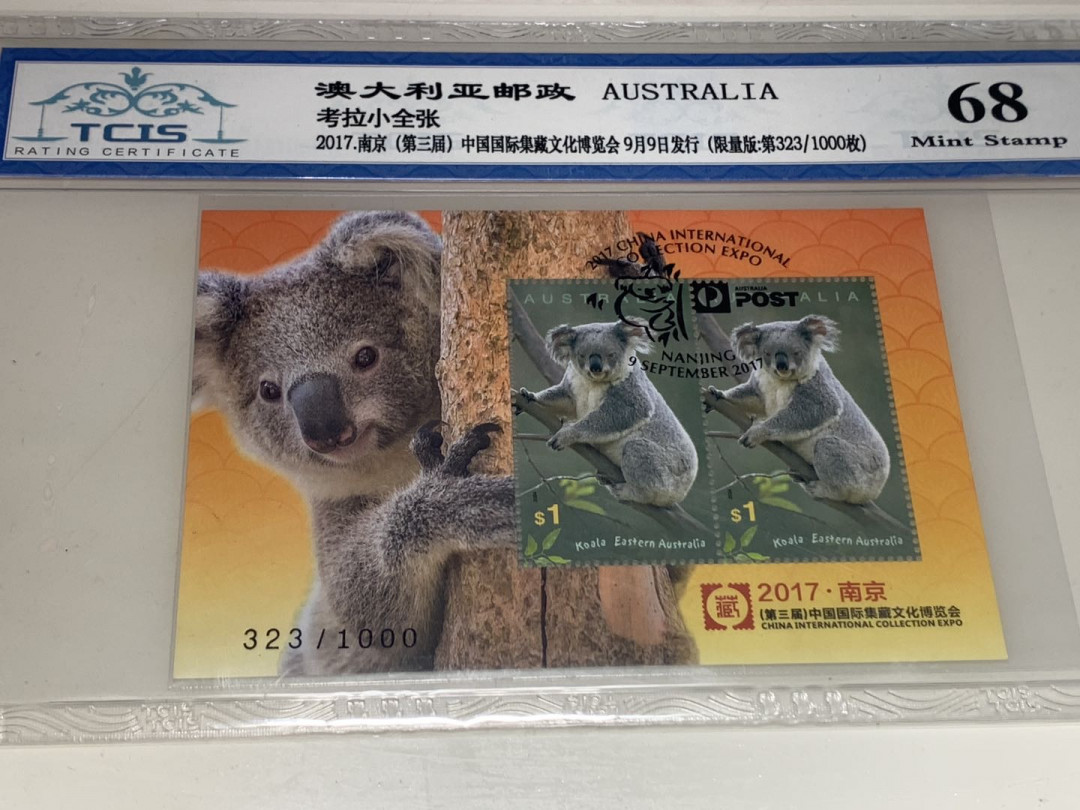 TCIS
RATING CERTIFICATE
澳大利亚邮政 AUSTRALIA
考拉小全张
2017.南京(第三届)中国国际集藏文化博览会 9月9日发行(限量版:第323/1000枚)
68
Mint Stamp
2017 CHINA INTERNATIONAL
COLLECTION EXPO
AUSTRALIA
POST
NANJING
9 SEPTEMBER 2017
$1
Koala Eastern Australia
$1
Koala Eastern Australia
323/1000
藏
2017·南京
(第三届)中国国际集藏文化博览会
CHINA INTERNATIONAL COLLECTION EXPO
TCIS